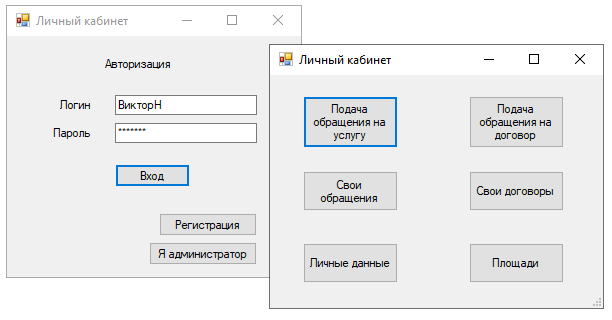 Личный кабинет
Авторизация
Логин
ВикторН
Пароль
*******
Вход
Регистрация
Я администратор
Личный кабинет
Подача
обращения на
услугу
Подача
обращения на
договор
Свои
обращения
Свои договоры
Личные данные
Площади